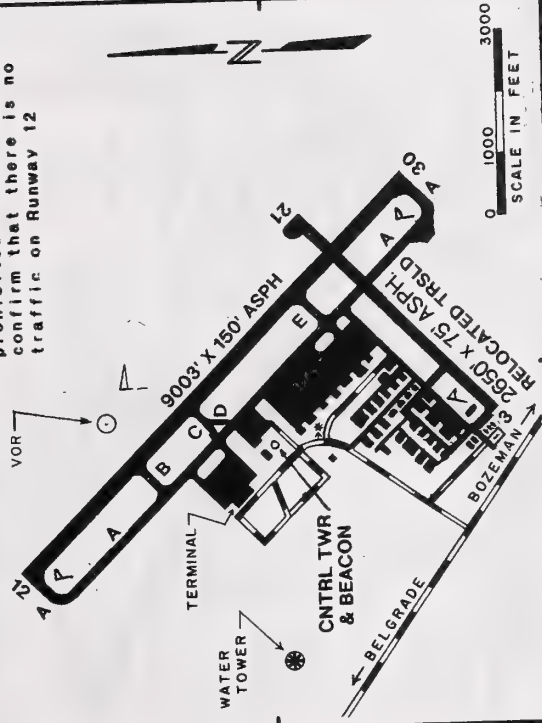 confirm that there is no
traffic on Runway 12
VOR
N
12
A
A
B
C
D
E
9003' X 150' ASPH
21
30
A
A
TERMINAL
CNTRL TWR
& BEACON
WATER
TOWER
BELGRADE
BOZEMAN
3
2650' X 75' ASPH.
RELOCATED TRSLD
0 1000 3000
SCALE IN FEET